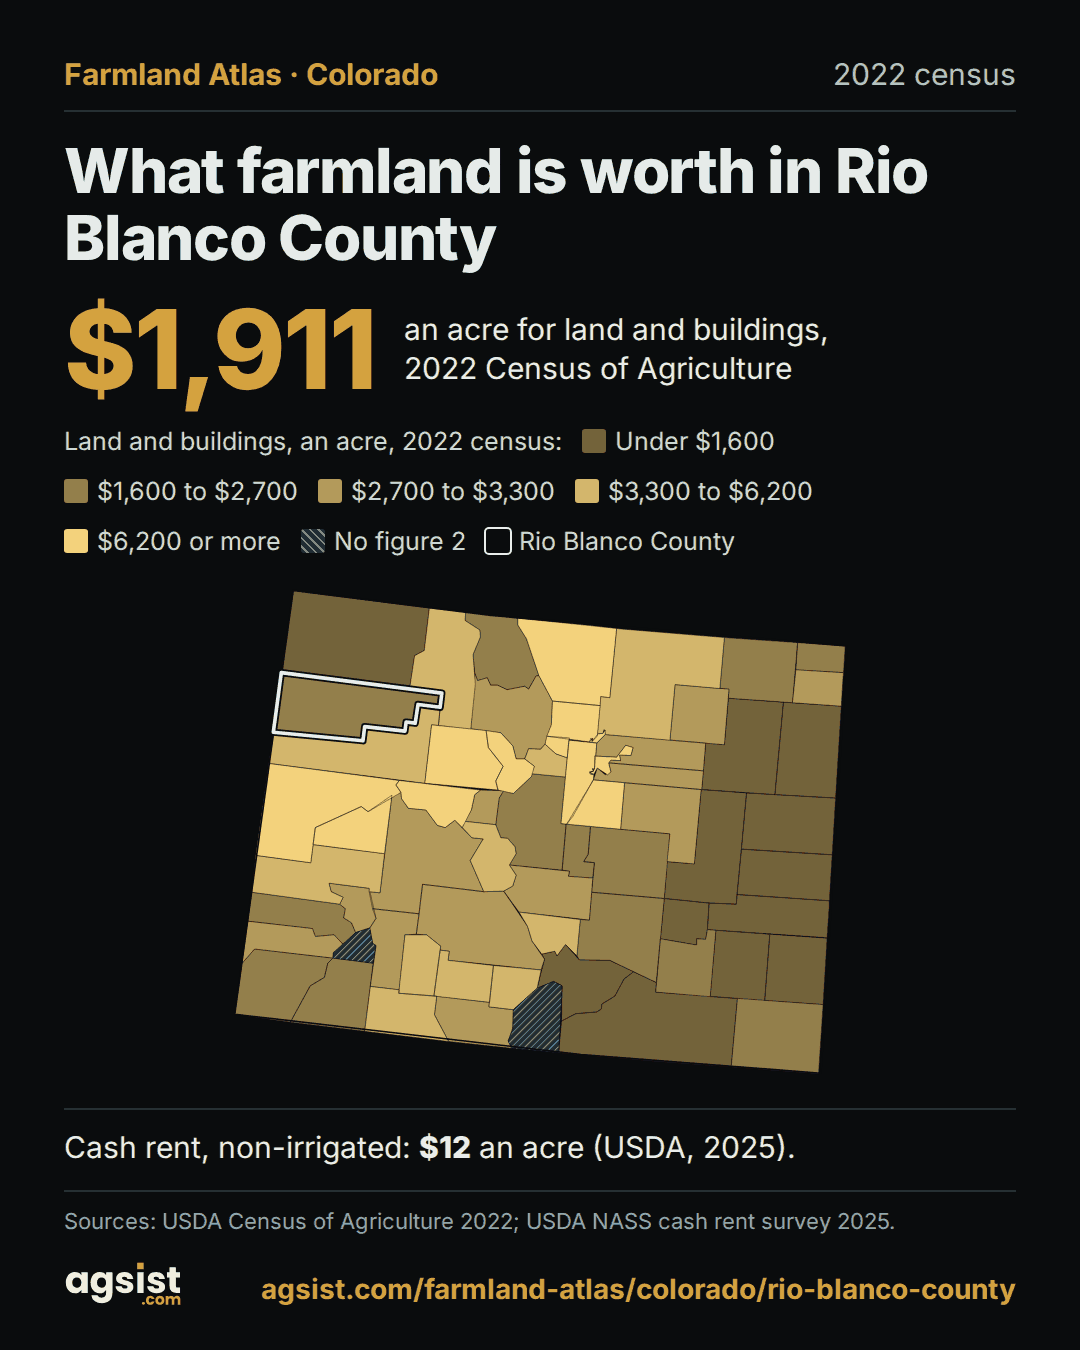 Farmland Atlas · Colorado
2022 census
What farmland is worth in Rio
Blanco County
$1,911
an acre for land and buildings,
2022 Census of Agriculture
Land and buildings, an acre, 2022 census: Under $1,600
$1,600 to $2,700 $2,700 to $3,300 $3,300 to $6,200
$6,200 or more No figure 2 Rio Blanco County
Cash rent, non-irrigated: $12 an acre (USDA, 2025).
Sources: USDA Census of Agriculture 2022; USDA NASS cash rent survey 2025.
agsist
.com
agsist.com/farmland-atlas/colorado/rio-blanco-county